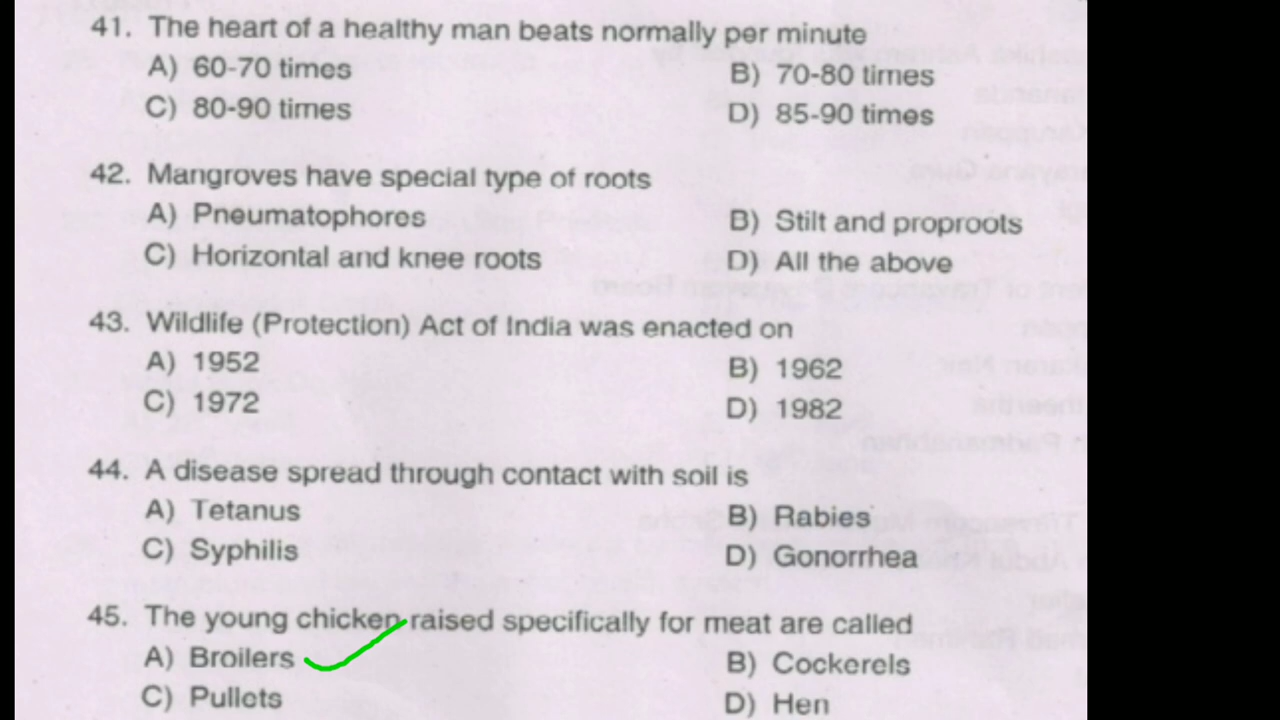 41. The heart of a healthy man beats normally per minute
A) 60-70 times B) 70-80 times
C) 80-90 times D) 85-90 times
42. Mangroves have special type of roots
A) Pneumatophores B) Stilt and proproots
C) Horizontal and knee roots D) All the above
43. Wildlife (Protection) Act of India was enacted on
A) 1952 B) 1962
C) 1972 D) 1982
44. A disease spread through contact with soil is
A) Tetanus B) Rabies
C) Syphilis D) Gonorrhea
45. The young chicken raised specifically for meat are called
A) Broilers B) Cockerels
C) Pullets D) Hen